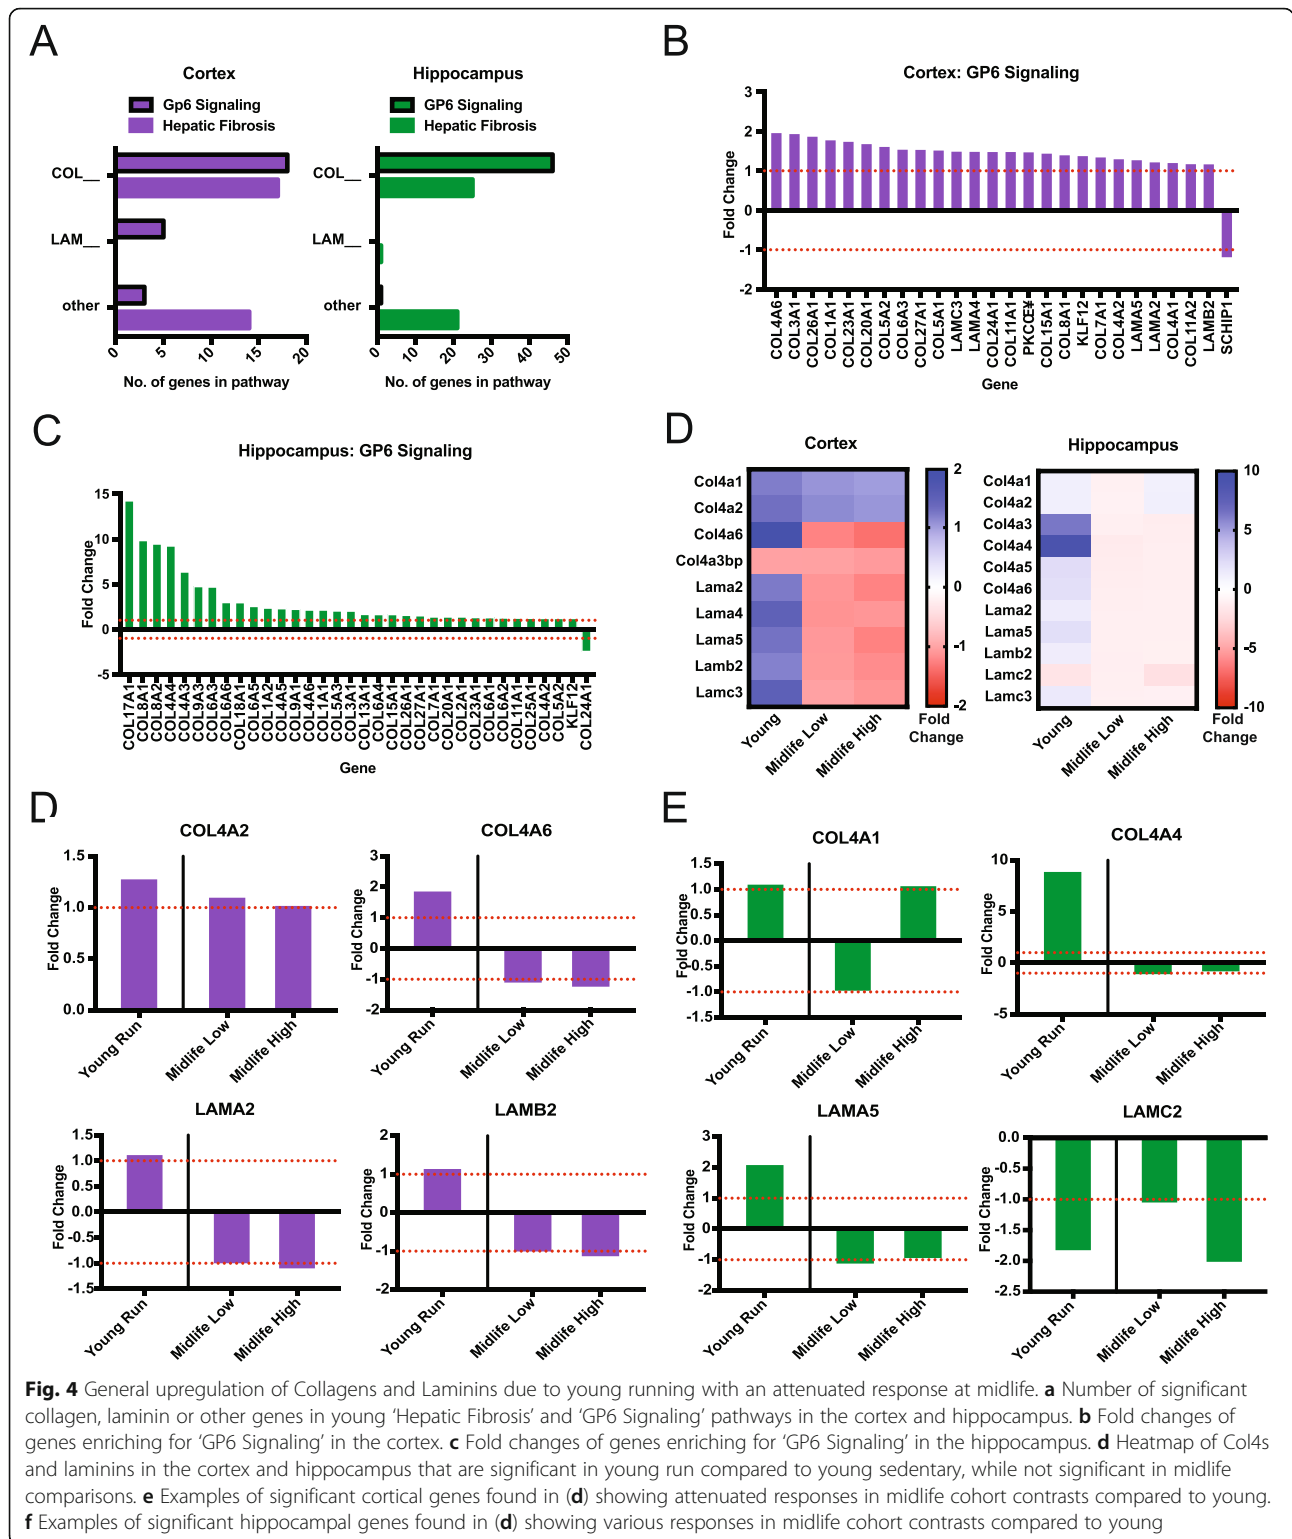 A
Cortex
Gp6 Signaling
Hepatic Fibrosis
COL__
LAM__
other
0
5
10
15
20
No. of genes in pathway
Hippocampus
GP6 Signaling
Hepatic Fibrosis
COL__
LAM__
other
0
10
20
30
40
50
No. of genes in pathway
B
Cortex: GP6 Signaling
Fold Change
3
2
1
0
-1
-2
COL4A6
COL3A1
COL26A1
COL1A1
COL23A1
COL20A1
COL5A2
COL6A3
COL27A1
COL5A1
LAMC3
LAMA4
COL24A1
COL11A1
PKCŒ¥
COL15A1
COL8A1
KLF12
COL7A1
COL4A2
LAMA5
LAMA2
COL4A1
COL11A2
LAMB2
SCHIP1
Gene
C
Hippocampus: GP6 Signaling
Fold Change
15
10
5
0
-5
COL17A1
COL8A1
COL8A2
COL4A4
COL4A3
COL9A3
COL6A3
COL6A6
COL18A1
COL6A5
COL1A2
COL4A5
COL9A1
COL4A6
COL1A1
COL5A3
COL3A1
COL13A1
COL9A4
COL15A1
COL26A1
COL27A1
COL7A1
COL20A1
COL2A1
COL23A1
COL6A1
COL6A2
COL11A1
COL25A1
COL4A2
COL5A2
KLF12
COL24A1
Gene
D
Cortex
Col4a1
Col4a2
Col4a6
Col4a3bp
Lama2
Lama4
Lama5
Lamb2
Lamc3
Young
Midlife Low
Midlife High
2
1
0
-1
-2
Fold
Change
Hippocampus
Col4a1
Col4a2
Col4a3
Col4a4
Col4a5
Col4a6
Lama2
Lama5
Lamb2
Lamc2
Lamc3
Young
Midlife Low
Midlife High
10
5
0
-5
-10
Fold
Change
D
COL4A2
Fold Change
1.5
1.0
0.5
0.0
Young Run
Midlife Low
Midlife High
COL4A6
Fold Change
3
2
1
0
-1
-2
Young Run
Midlife Low
Midlife High
LAMA2
Fold Change
1.5
1.0
0.5
0.0
-0.5
-1.0
-1.5
Young Run
Midlife Low
Midlife High
LAMB2
Fold Change
2
1
0
-1
-2
Young Run
Midlife Low
Midlife High
E
COL4A1
Fold Change
1.5
1.0
0.5
0.0
-0.5
-1.0
-1.5
Young Run
Midlife Low
Midlife High
COL4A4
Fold Change
10
5
0
-5
Young Run
Midlife Low
Midlife High
LAMA5
Fold Change
3
2
1
0
-1
-2
Young Run
Midlife Low
Midlife High
LAMC2
Fold Change
0.0
-0.5
-1.0
-1.5
-2.0
-2.5
Young Run
Midlife Low
Midlife High
Fig. 4 General upregulation of Collagens and Laminins due to young running with an attenuated response at midlife. a Number of significant
collagen, laminin or other genes in young ‘Hepatic Fibrosis’ and ‘GP6 Signaling’ pathways in the cortex and hippocampus. b Fold changes of
genes enriching for ‘GP6 Signaling’ in the cortex. c Fold changes of genes enriching for ‘GP6 Signaling’ in the hippocampus. d Heatmap of Col4s
and laminins in the cortex and hippocampus that are significant in young run compared to young sedentary, while not significant in midlife
comparisons. e Examples of significant cortical genes found in (d) showing attenuated responses in midlife cohort contrasts compared to young.
f Examples of significant hippocampal genes found in (d) showing various responses in midlife cohort contrasts compared to young